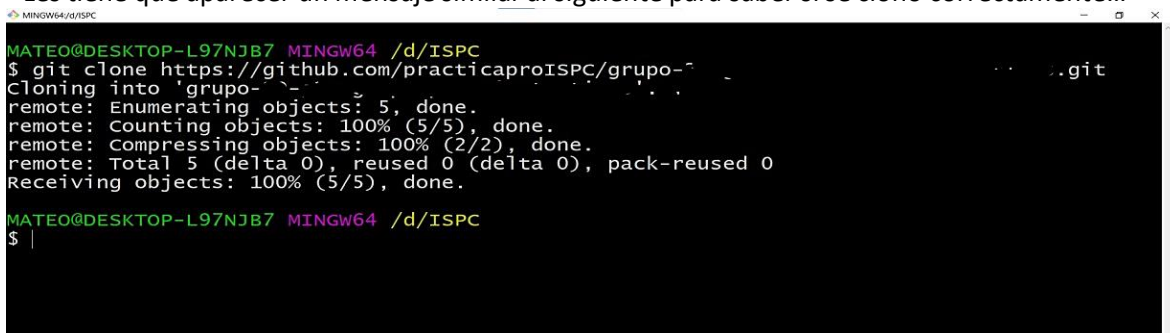 MINGW64:/d/ISPC
MATEO@DESKTOP-L97NJB7 MINGW64 /d/ISPC
$ git clone https://github.com/practicaproISPC/grupo- .git
Cloning into 'grupo-
remote: Enumerating objects: 5, done.
remote: Counting objects: 100% (5/5), done.
remote: Compressing objects: 100% (2/2), done.
remote: Total 5 (delta 0), reused 0 (delta 0), pack-reused 0
Receiving objects: 100% (5/5), done.
MATEO@DESKTOP-L97NJB7 MINGW64 /d/ISPC
$